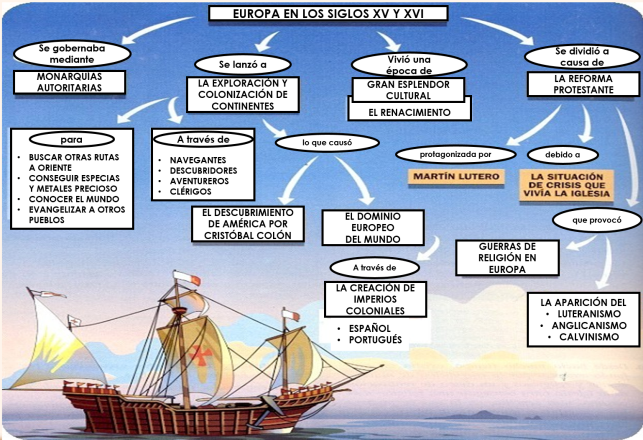 EUROPA EN LOS SIGLOS XV Y XVI
Se gobernaba
mediante
MONARQUÍAS
AUTORITARIAS
Se lanzó a
LA EXPLORACIÓN Y
COLONIZACIÓN DE
CONTINENTES
Vivió una
época de
GRAN ESPLENDOR
CULTURAL
EL RENACIMIENTO
Se dividió a
causa de
LA REFORMA
PROTESTANTE
para
• BUSCAR OTRAS RUTAS
A ORIENTE
• CONSEGUIR ESPECIAS
Y METALES PRECIOSO
• CONOCER EL MUNDO
• EVANGELIZAR A OTROS
PUEBLOS
A través de
• NAVEGANTES
• DESCUBRIDORES
• AVENTUREROS
• CLÉRIGOS
lo que causó
EL DESCUBRIMIENTO
DE AMÉRICA POR
CRISTÓBAL COLÓN
EL DOMINIO
EUROPEO
DEL MUNDO
A través de
LA CREACIÓN DE
IMPERIOS
COLONIALES
• ESPAÑOL
• PORTUGUÉS
protagonizada por
MARTÍN LUTERO
debido a
LA SITUACIÓN
DE CRISIS QUE
VIVÍA LA IGLESIA
que provocó
GUERRAS DE
RELIGIÓN EN
EUROPA
LA APARICIÓN DEL
• LUTERANISMO
• ANGLICANISMO
• CALVINISMO